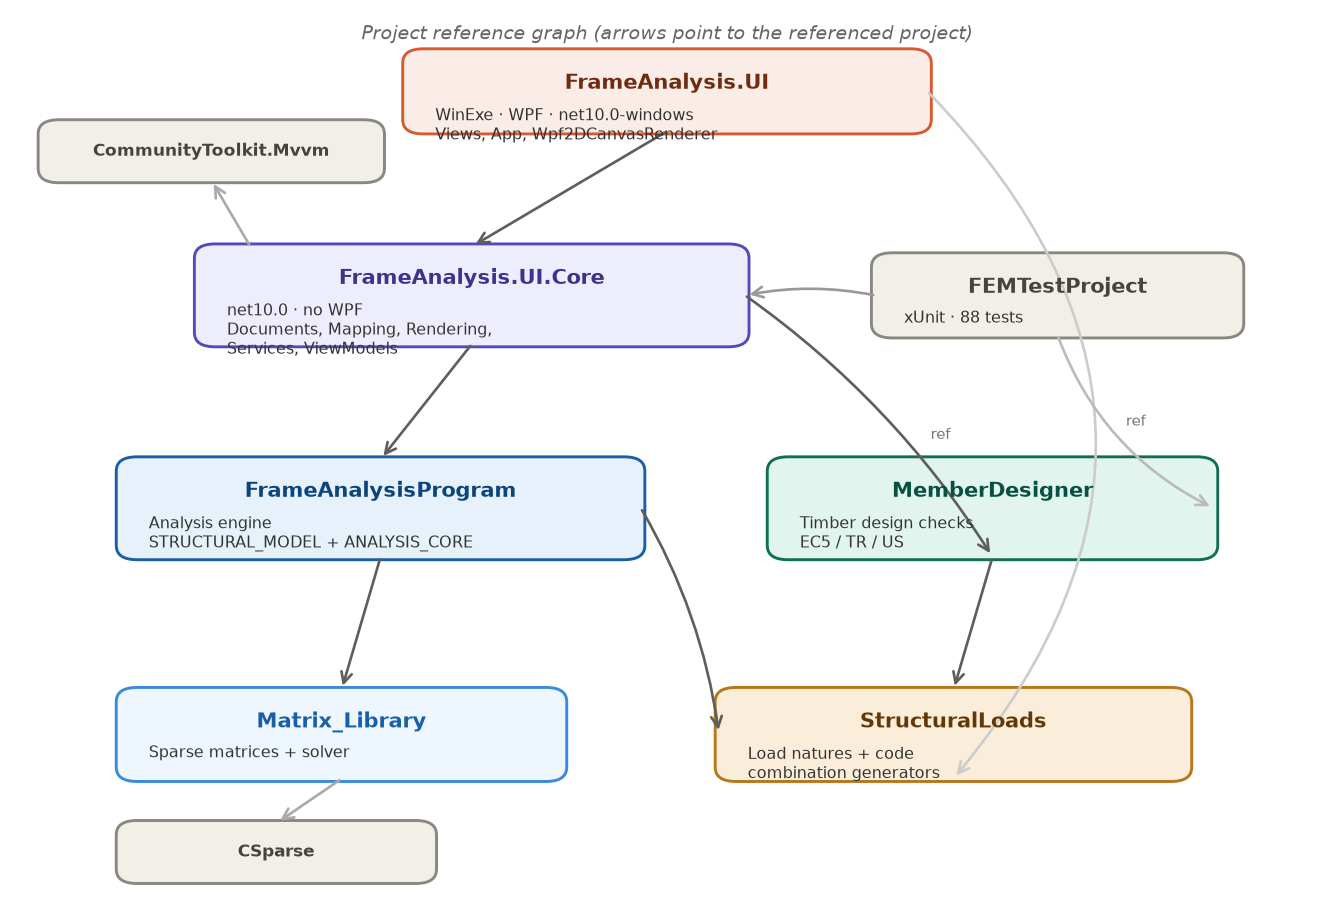 Project reference graph (arrows point to the referenced project)
FrameAnalysis.UI
WinExe · WPF · net10.0-windows
Views, App, Wpf2DCanvasRenderer
CommunityToolkit.Mvvm
FrameAnalysis.UI.Core
net10.0 · no WPF
Documents, Mapping, Rendering,
Services, ViewModels
FEMTestProject
xUnit · 88 tests
ref
ref
FrameAnalysisProgram
Analysis engine
STRUCTURAL_MODEL + ANALYSIS_CORE
MemberDesigner
Timber design checks
EC5 / TR / US
Matrix_Library
Sparse matrices + solver
StructuralLoads
Load natures + code
combination generators
CSparse